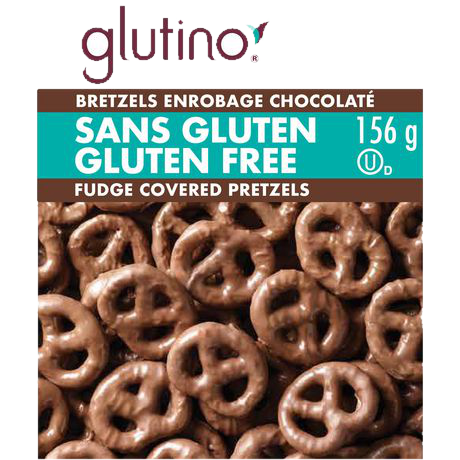 glutino®
BRETZELS ENROBAGE CHOCOLATÉ
SANS GLUTEN
GLUTEN FREE
156 g
Ⓤ D
FUDGE COVERED PRETZELS